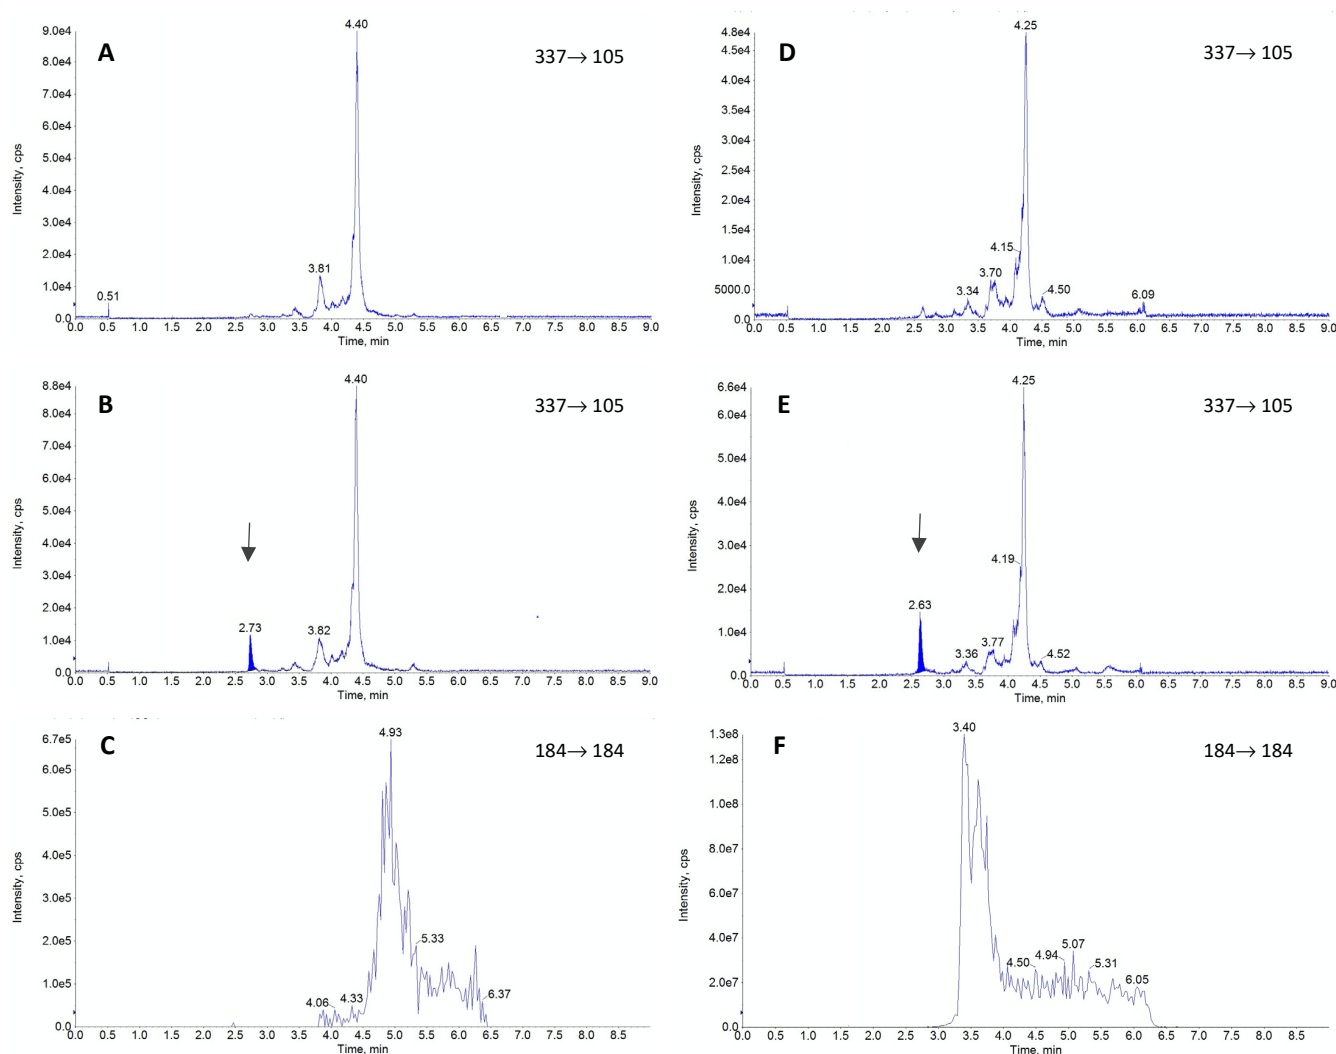 A
337→ 105
Intensity, cps
9.0e4
8.0e4
7.0e4
6.0e4
5.0e4
4.0e4
3.0e4
2.0e4
1.0e4
0.0
0.51
3.81
4.40
0.0 0.5 1.0 1.5 2.0 2.5 3.0 3.5 4.0 4.5 5.0 5.5 6.0 6.5 7.0 7.5 8.0 8.5 9.0
Time, min
D
337→ 105
Intensity, cps
4.8e4
4.5e4
4.0e4
3.5e4
3.0e4
2.5e4
2.0e4
1.5e4
1.0e4
5000.0
0.0
3.34
3.70
4.15
4.25
4.50
6.09
0.0 0.5 1.0 1.5 2.0 2.5 3.0 3.5 4.0 4.5 5.0 5.5 6.0 6.5 7.0 7.5 8.0 8.5 9.0
Time, min
B
337→ 105
Intensity, cps
8.8e4
8.0e4
7.0e4
6.0e4
5.0e4
4.0e4
3.0e4
2.0e4
1.0e4
0.0
2.73
3.82
4.40
0.0 0.5 1.0 1.5 2.0 2.5 3.0 3.5 4.0 4.5 5.0 5.5 6.0 6.5 7.0 7.5 8.0 8.5 9.0
Time, min
E
337→ 105
Intensity, cps
6.6e4
6.0e4
5.0e4
4.0e4
3.0e4
2.0e4
1.0e4
0.0
2.63
3.36
3.77
4.19
4.25
4.52
0.0 0.5 1.0 1.5 2.0 2.5 3.0 3.5 4.0 4.5 5.0 5.5 6.0 6.5 7.0 7.5 8.0 8.5 9.0
Time, min
C
184→ 184
Intensity, cps
6.7e5
6.0e5
5.0e5
4.0e5
3.0e5
2.0e5
1.0e5
0.0
4.06
4.33
4.93
5.33
6.37
0.0 0.5 1.0 1.5 2.0 2.5 3.0 3.5 4.0 4.5 5.0 5.5 6.0 6.5 7.0 7.5 8.0 8.5 9.0
Time, min
F
184→ 184
Intensity, cps
1.3e8
1.2e8
1.0e8
8.0e7
6.0e7
4.0e7
2.0e7
0.0
3.40
4.50
4.94
5.07
5.31
6.05
0.0 0.5 1.0 1.5 2.0 2.5 3.0 3.5 4.0 4.5 5.0 5.5 6.0 6.5 7.0 7.5 8.0 8.5 9.0
Time, min